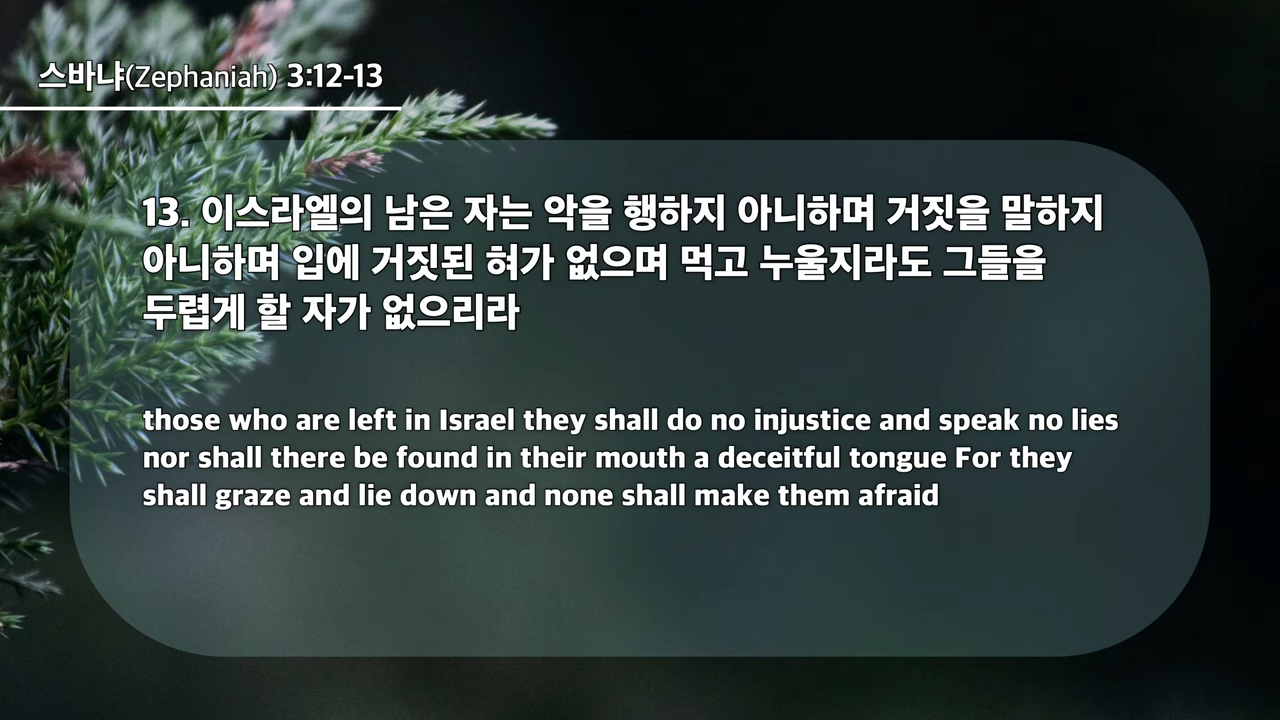 스바냐(Zephaniah) 3:12-13
13. 이스라엘의 남은 자는 악을 행하지 아니하며 거짓을 말하지
아니하며 입에 거짓된 혀가 없으며 먹고 누울지라도 그들을
두렵게 할 자가 없으리라
those who are left in Israel they shall do no injustice and speak no lies
nor shall there be found in their mouth a deceitful tongue For they
shall graze and lie down and none shall make them afraid